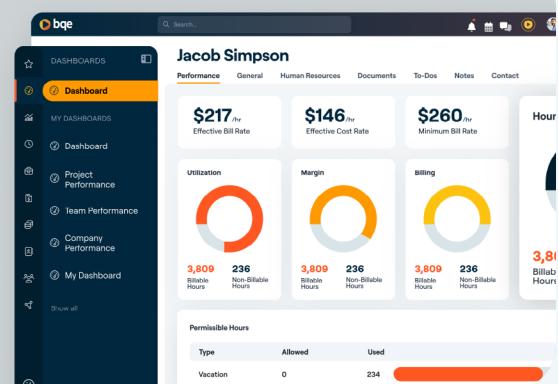 bqe
Search...
DASHBOARDS
Dashboard
MY DASHBOARDS
Dashboard
Project
Performance
Team Performance
Company
Performance
My Dashboard
Show all
Jacob Simpson
Performance General Human Resources Documents To-Dos Notes Contact
$217/hr
Effective Bill Rate
$146/hr
Effective Cost Rate
$260/hr
Minimum Bill Rate
Hour
Utilization
3,809 236
Billable Non-Billable
Hours Hours
Margin
3,809 236
Billable Non-Billable
Hours Hours
Billing
3,809 236
Billable Non-Billable
Hours Hours
3,8
Billab
Hours
Permissible Hours
Type Allowed Used
Vacation 0 234